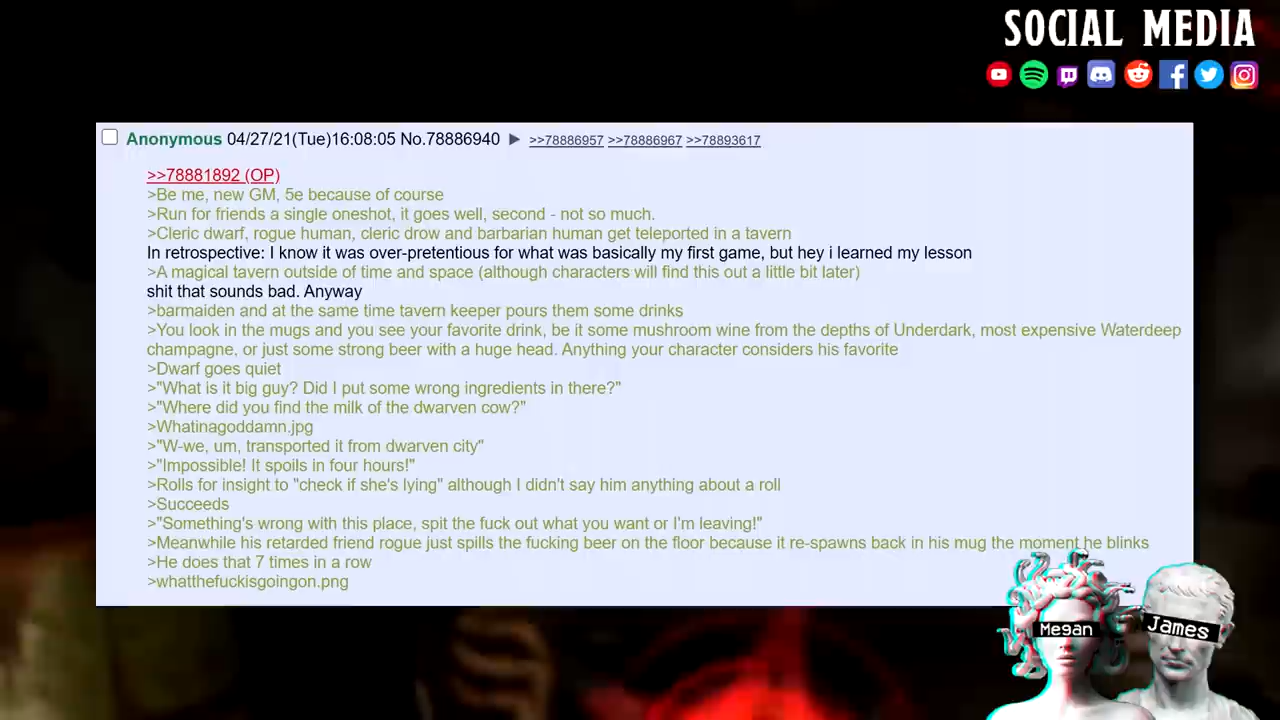 SOCIAL MEDIA
Anonymous 04/27/21(Tue)16:08:05 No.78886940 ▶ >>78886957 >>78886967 >>78893617
>>78881892 (OP)
>Be me, new GM, 5e because of course
>Run for friends a single oneshot, it goes well, second - not so much.
>Cleric dwarf, rogue human, cleric drow and barbarian human get teleported in a tavern
In retrospective: I know it was over-pretentious for what was basically my first game, but hey i learned my lesson
>A magical tavern outside of time and space (although characters will find this out a little bit later)
shit that sounds bad. Anyway
>barmaiden and at the same time tavern keeper pours them some drinks
>You look in the mugs and you see your favorite drink, be it some mushroom wine from the depths of Underdark, most expensive Waterdeep
champagne, or just some strong beer with a huge head. Anything your character considers his favorite
>Dwarf goes quiet
>"What is it big guy? Did I put some wrong ingredients in there?"
>"Where did you find the milk of the dwarven cow?"
>Whatinagoddamn.jpg
>"W-we, um, transported it from dwarven city"
>"Impossible! It spoils in four hours!"
>Rolls for insight to "check if she's lying" although I didn't say him anything about a roll
>Succeeds
>"Something's wrong with this place, spit the fuck out what you want or I'm leaving!"
>Meanwhile his retarded friend rogue just spills the fucking beer on the floor because it re-spawns back in his mug the moment he blinks
>He does that 7 times in a row
>whatthefuckisgoingon.png
Megan
James